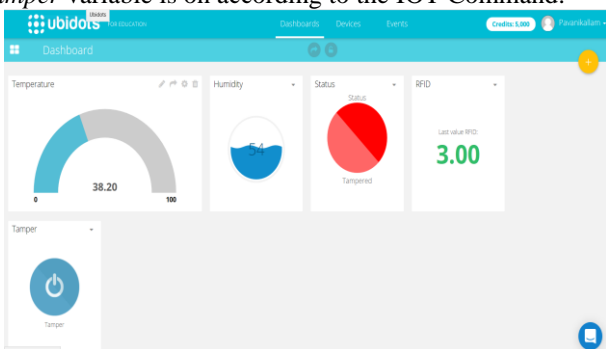 amper variable is on according to the IOT Command.
ubidots FOR EDUCATION
Ubidots
Dashboards Devices Events
Credits: 5,000
Pavanikallam
Dashboard
Temperature
38.20
0 100
Humidity
54
Status
Status
Tampered
RFID
Last value RFID:
3.00
Tamper
Tamper